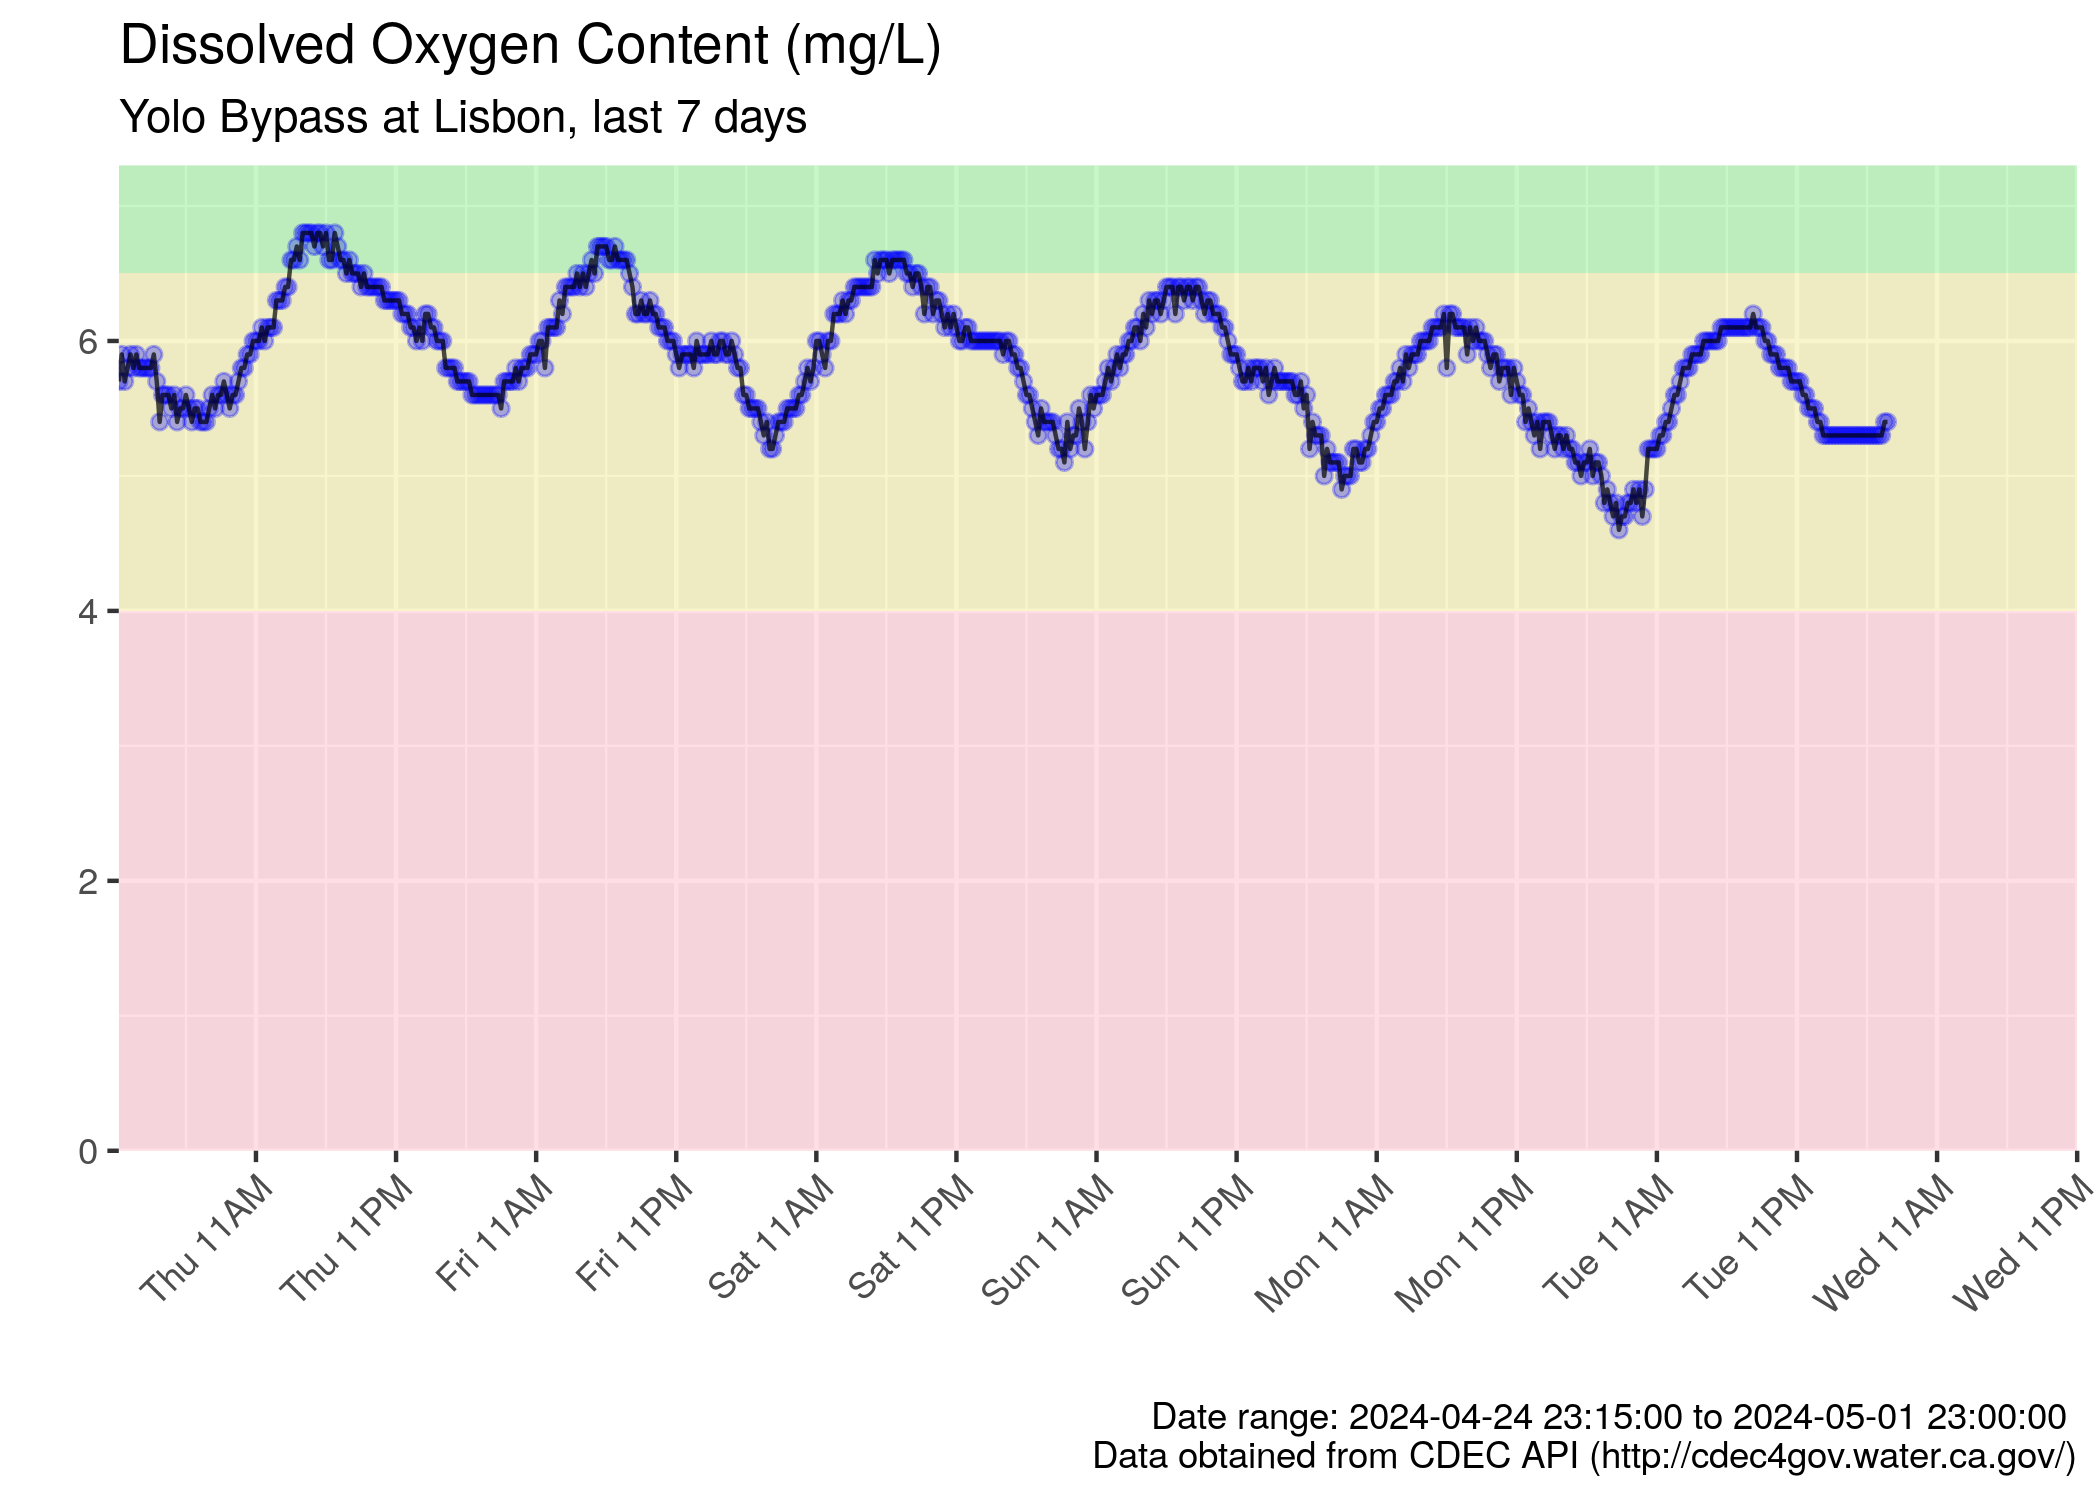 Dissolved Oxygen Content (mg/L)
Yolo Bypass at Lisbon, last 7 days
6
4
2
0
Thu 11AM
Thu 11PM
Fri 11AM
Fri 11PM
Sat 11AM
Sat 11PM
Sun 11AM
Sun 11PM
Mon 11AM
Mon 11PM
Tue 11AM
Tue 11PM
Wed 11AM
Wed 11PM
Date range: 2024-04-24 23:15:00 to 2024-05-01 23:00:00
Data obtained from CDEC API (http://cdec4gov.water.ca.gov/)